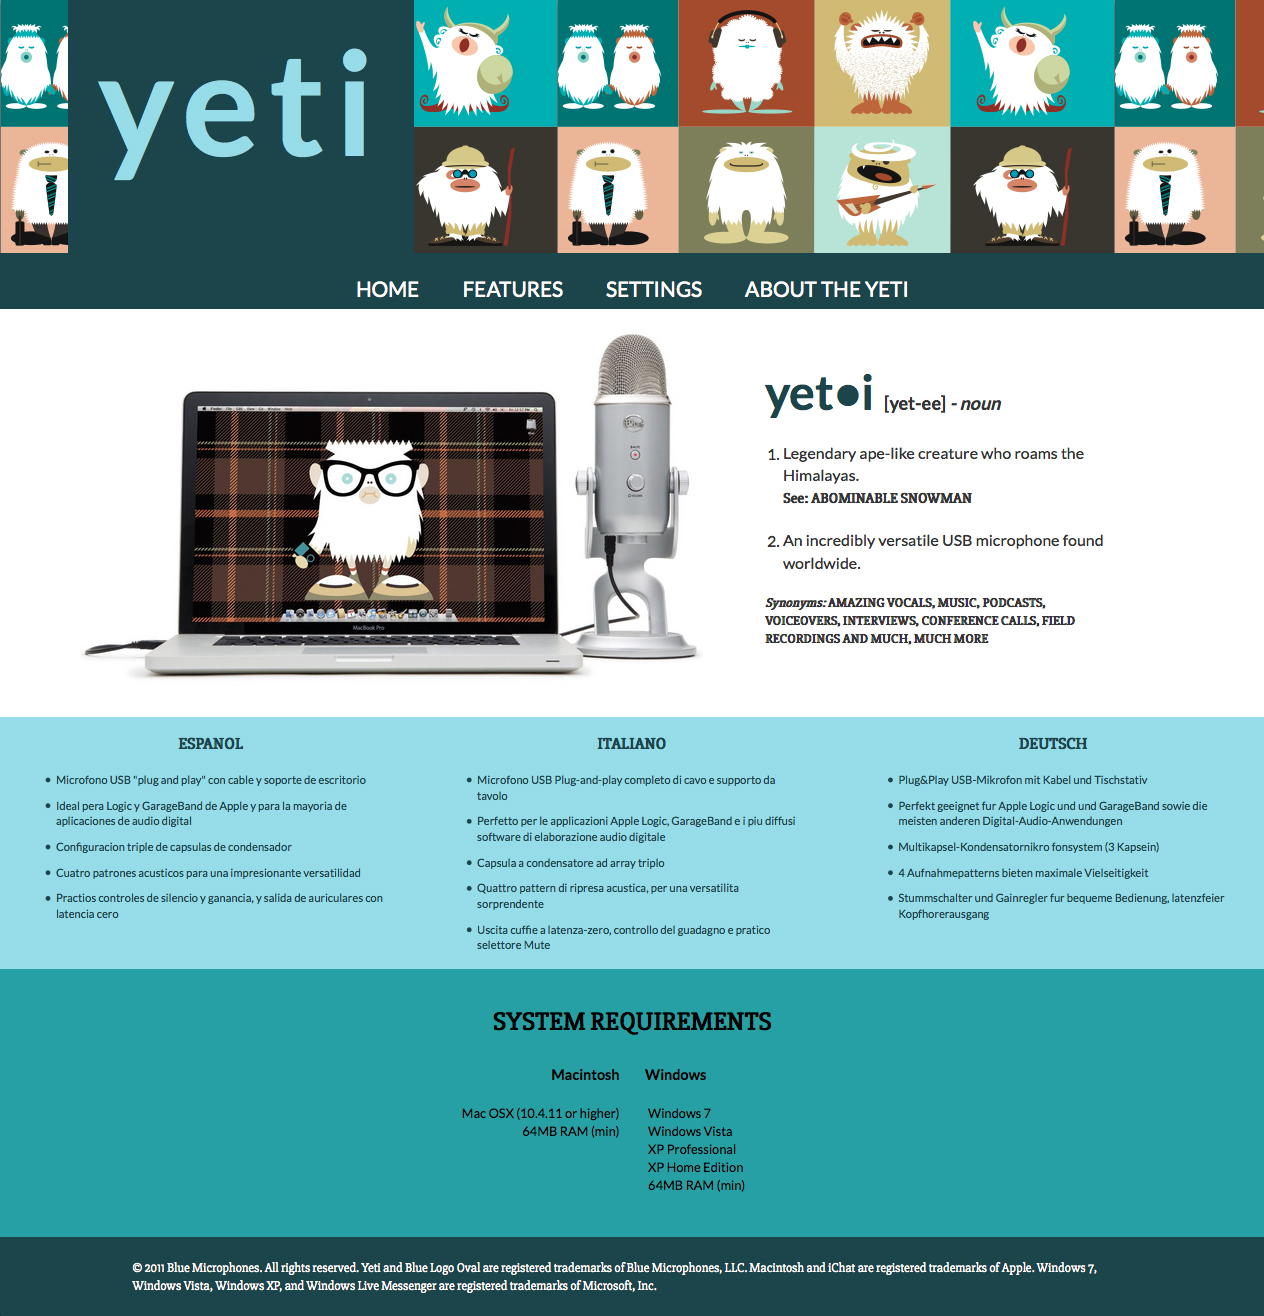 yeti
HOME FEATURES SETTINGS ABOUT THE YETI
yet●i [yet-ee] - noun
1. Legendary ape-like creature who roams the
Himalayas.
See: ABOMINABLE SNOWMAN
2. An incredibly versatile USB microphone found
worldwide.
Synonyms: AMAZING VOCALS, MUSIC, PODCASTS,
VOICEOVERS, INTERVIEWS, CONFERENCE CALLS, FIELD
RECORDINGS AND MUCH, MUCH MORE
MacBook Pro
ESPANOL
• Microfono USB "plug and play" con cable y soporte de escritorio
• Ideal pera Logic y GarageBand de Apple y para la mayoria de
aplicaciones de audio digital
• Configuracion triple de capsulas de condensador
• Cuatro patrones acusticos para una impresionante versatilidad
• Practios controles de silencio y ganancia, y salida de auriculares con
latencia cero
ITALIANO
• Microfono USB Plug-and-play completo di cavo e supporto da
tavolo
• Perfetto per le applicazioni Apple Logic, GarageBand e i piu diffusi
software di elaborazione audio digitale
• Capsula a condensatore ad array triplo
• Quattro pattern di ripresa acustica, per una versatilita
sorprendente
• Uscita cuffie a latenza-zero, controllo del guadagno e pratico
selettore Mute
DEUTSCH
• Plug&Play USB-Mikrofon mit Kabel und Tischstativ
• Perfekt geeignet fur Apple Logic und und GarageBand sowie die
meisten anderen Digital-Audio-Anwendungen
• Multikapsel-Kondensatornikro fonsystem (3 Kapsein)
• 4 Aufnahmepatterns bieten maximale Vielseitigkeit
• Stummschalter und Gainregler fur bequeme Bedienung, latenzfeier
Kopfhorerausgang
SYSTEM REQUIREMENTS
Macintosh
Mac OSX (10.4.11 or higher)
64MB RAM (min)
Windows
Windows 7
Windows Vista
XP Professional
XP Home Edition
64MB RAM (min)
© 2011 Blue Microphones. All rights reserved. Yeti and Blue Logo Oval are registered trademarks of Blue Microphones, LLC. Macintosh and iChat are registered trademarks of Apple. Windows 7,
Windows Vista, Windows XP, and Windows Live Messenger are registered trademarks of Microsoft, Inc.